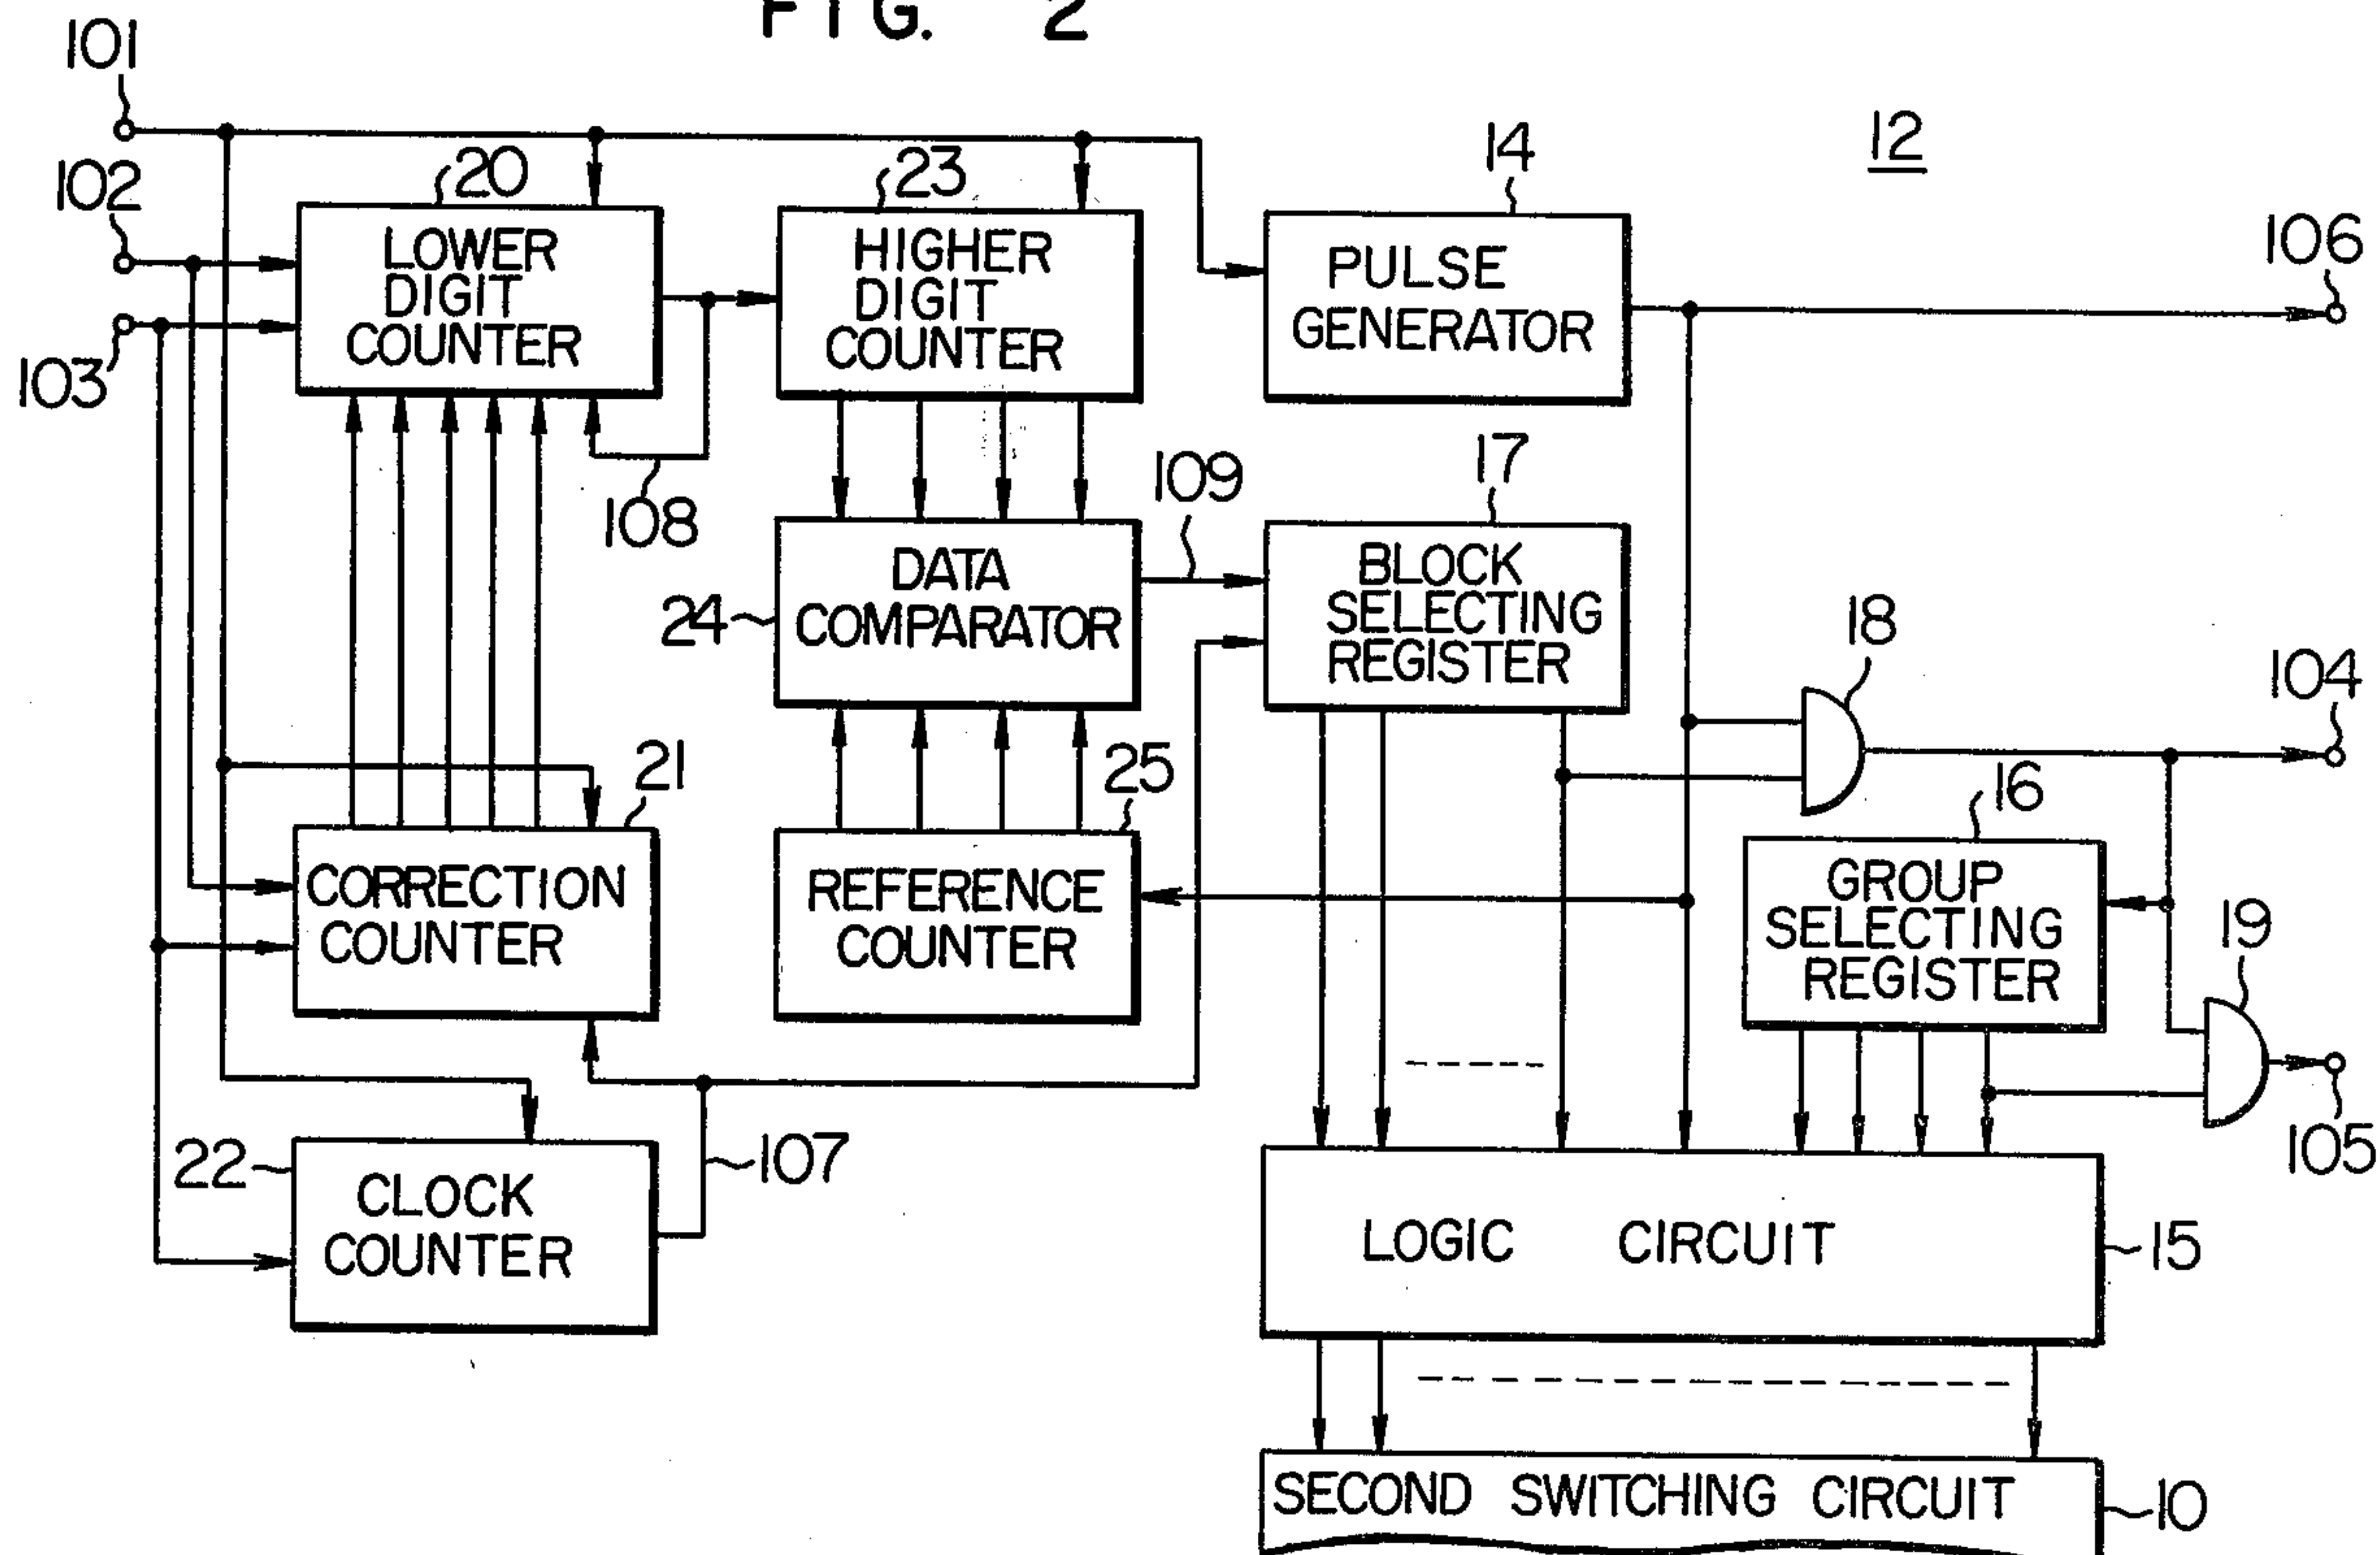 FIG. 2
101
102
103
20
LOWER
DIGIT
COUNTER
23
HIGHER
DIGIT
COUNTER
14
PULSE
GENERATOR
12
106
108
109
24
DATA
COMPARATOR
17
BLOCK
SELECTING
REGISTER
18
104
21
CORRECTION
COUNTER
25
REFERENCE
COUNTER
16
GROUP
SELECTING
REGISTER
19
105
22
CLOCK
COUNTER
107
LOGIC CIRCUIT
15
SECOND SWITCHING CIRCUIT
10